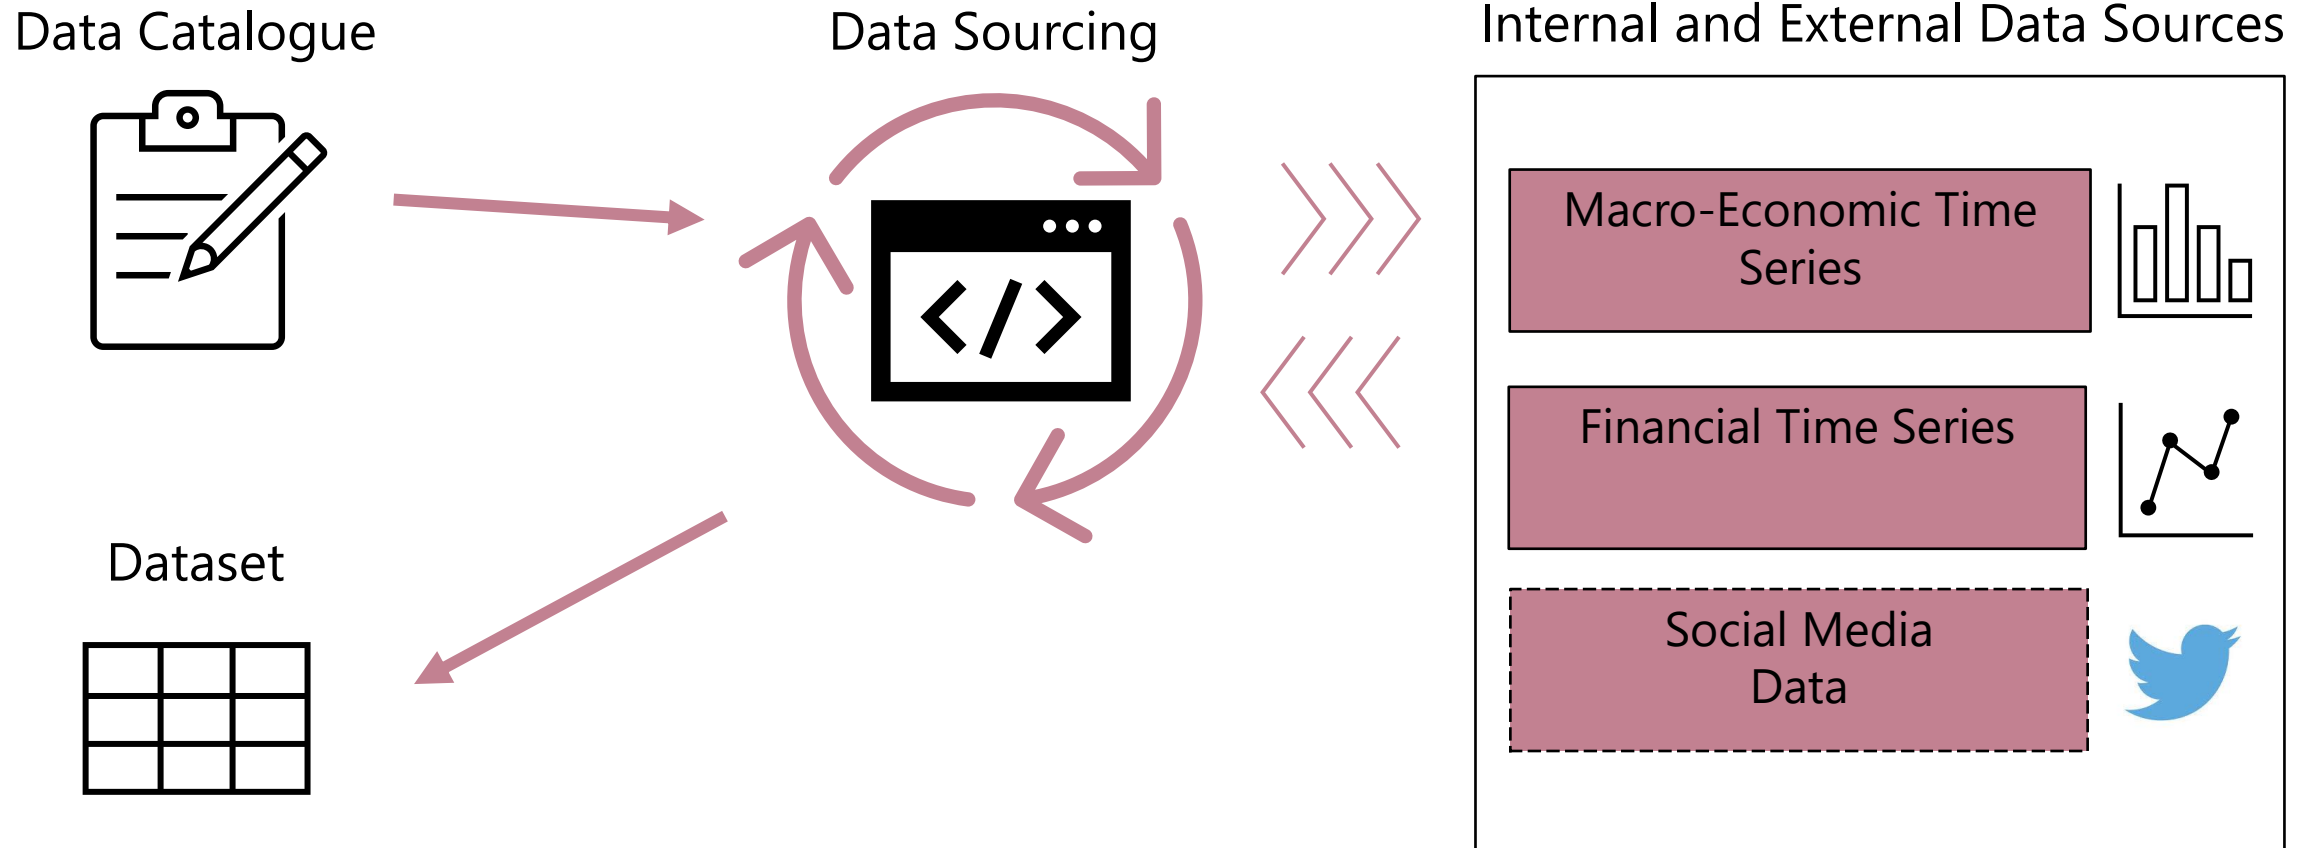 Data Catalogue
Data Sourcing
Internal and External Data Sources
Macro-Economic Time
Series
Financial Time Series
Social Media
Data
Dataset